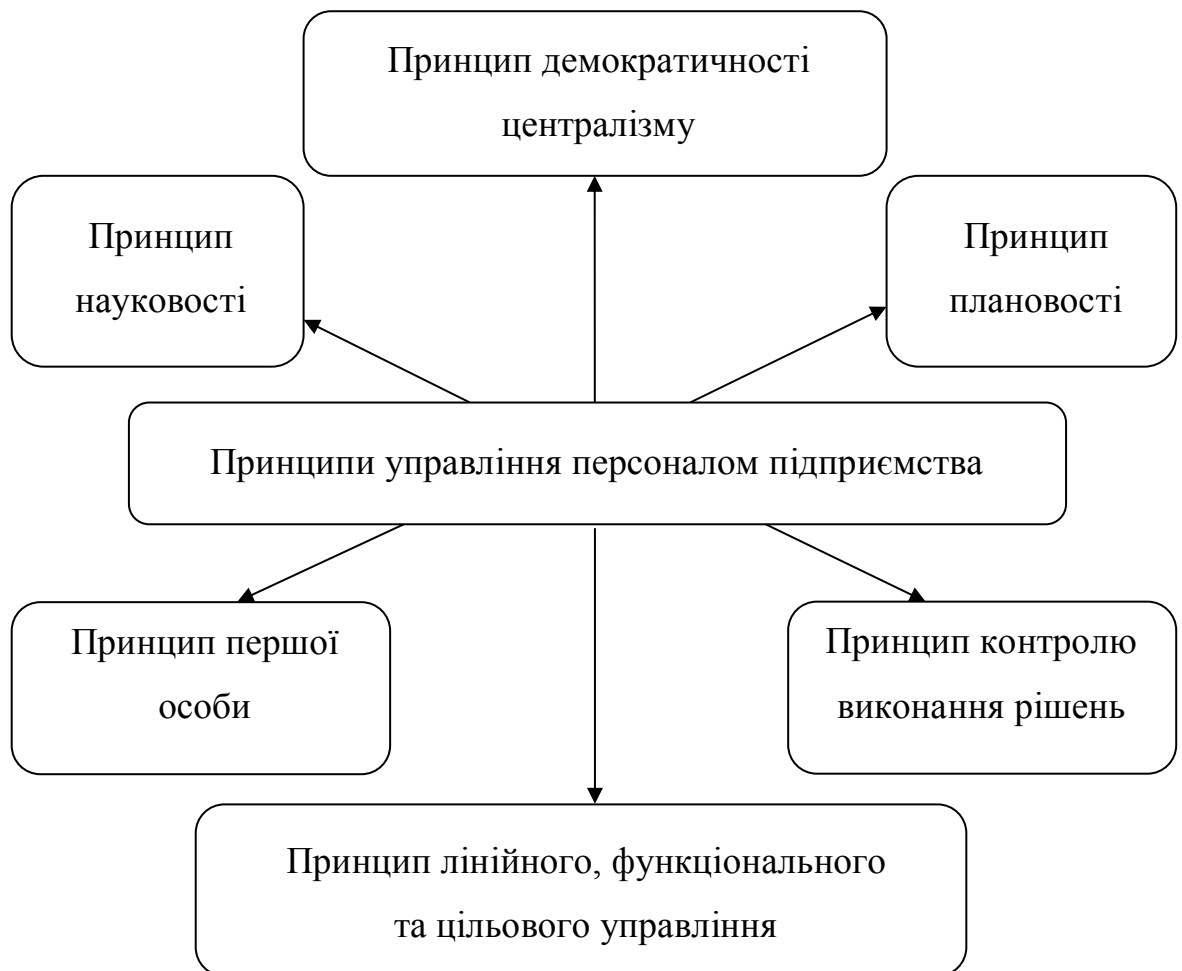 Принцип демократичності
централізму
Принцип
науковості
Принцип
плановості
Принципи управління персоналом підприємства
Принцип першої
особи
Принцип контролю
виконання рішень
Принцип лінійного, функціонального
та цільового управління